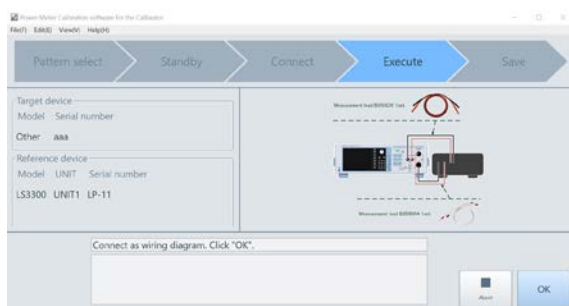 Power Meter Calibration software for the Calibrator
File(F) Edit(E) View(V) Help(H)
Pattern select
Standby
Connect
Execute
Save
Target device
Model Serial number
Other aaa
Reference device
Model UNIT Serial number
LS3300 UNIT1 LP-11
Connect as wiring diagram. Click "OK".
Abort
OK